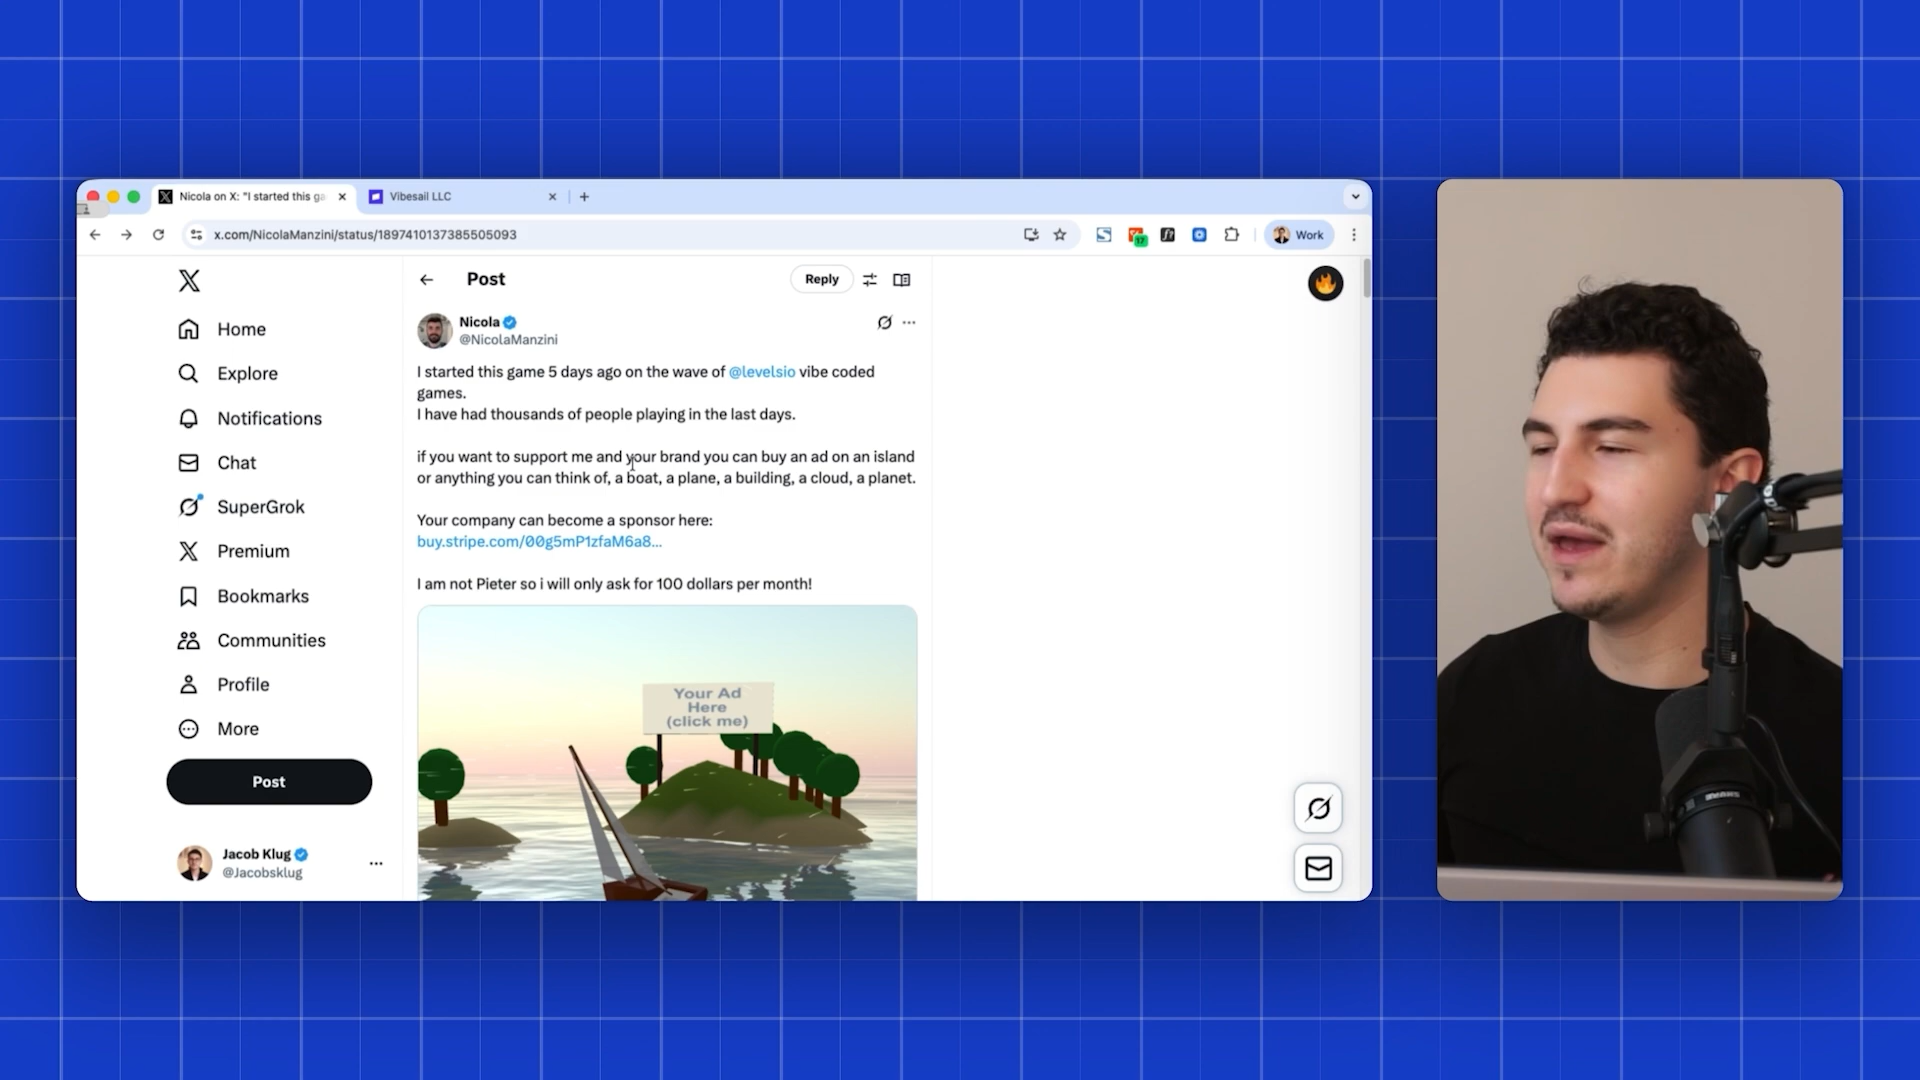 Nicola on X: "I started this ga
Vibesail LLC
x.com/NicolaManzini/status/1897410137385505093
12
f?
Work
Post
Reply
Home
Explore
Notifications
Chat
SuperGrok
Premium
Bookmarks
Communities
Profile
More
Post
Jacob Klug
@Jacobsklug
Nicola
@NicolaManzini
I started this game 5 days ago on the wave of @levelsio vibe coded
games.
I have had thousands of people playing in the last days.
if you want to support me and your brand you can buy an ad on an island
or anything you can think of, a boat, a plane, a building, a cloud, a planet.
Your company can become a sponsor here:
buy.stripe.com/00g5mP1zfaM6a8...
I am not Pieter so i will only ask for 100 dollars per month!
Your Ad
Here
(click me)